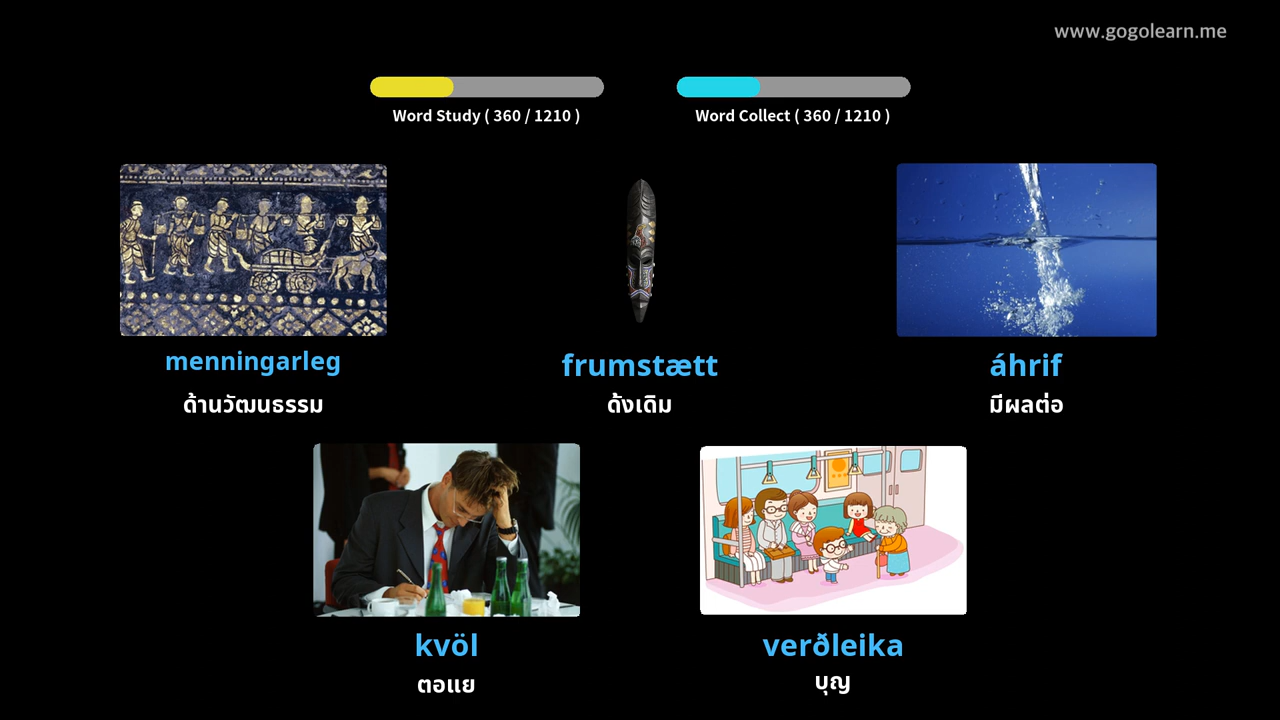 www.gogolearn.me
Word Study ( 360 / 1210 )
Word Collect ( 360 / 1210 )
menningarleg
ด้านวัฒนธรรม
frumstætt
ดั้งเดิม
áhrif
มีผลต่อ
kvöl
ตอแย
verðleika
บุญ